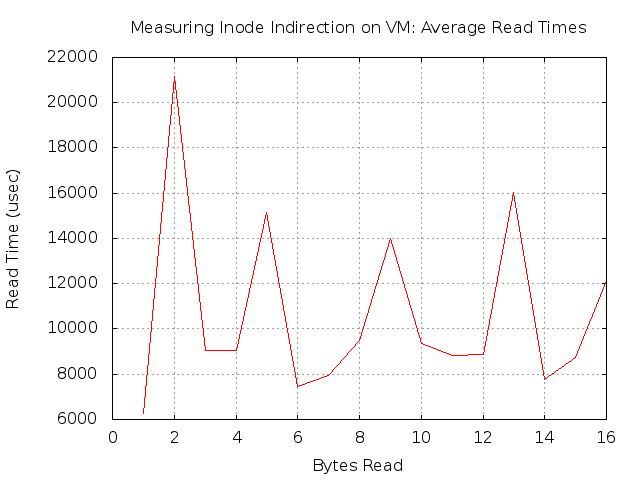 Measuring Inode Indirection on VM: Average Read Times
22000
20000
18000
16000
14000
12000
10000
8000
6000
Read Time (usec)
0 2 4 6 8 10 12 14 16
Bytes Read